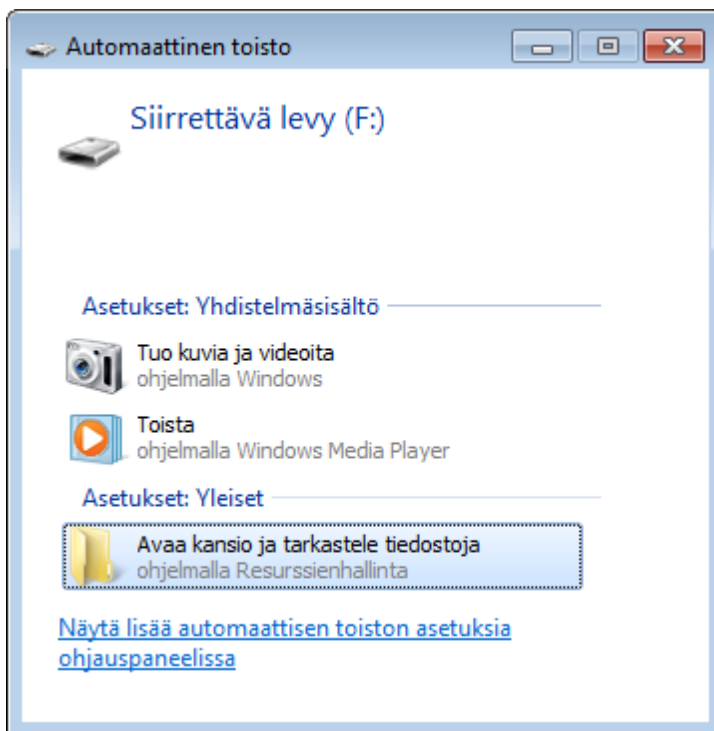 Automaattinen toisto
Siirrettävä levy (F:)
Asetukset: Yhdistelmäsisältö
Tuo kuvia ja videoita
ohjelmalla Windows
Toista
ohjelmalla Windows Media Player
Asetukset: Yleiset
Avaa kansio ja tarkastele tiedostoja
ohjelmalla Resurssienhallinta
Näytä lisää automaattisen toiston asetuksia
ohjauspaneelissa